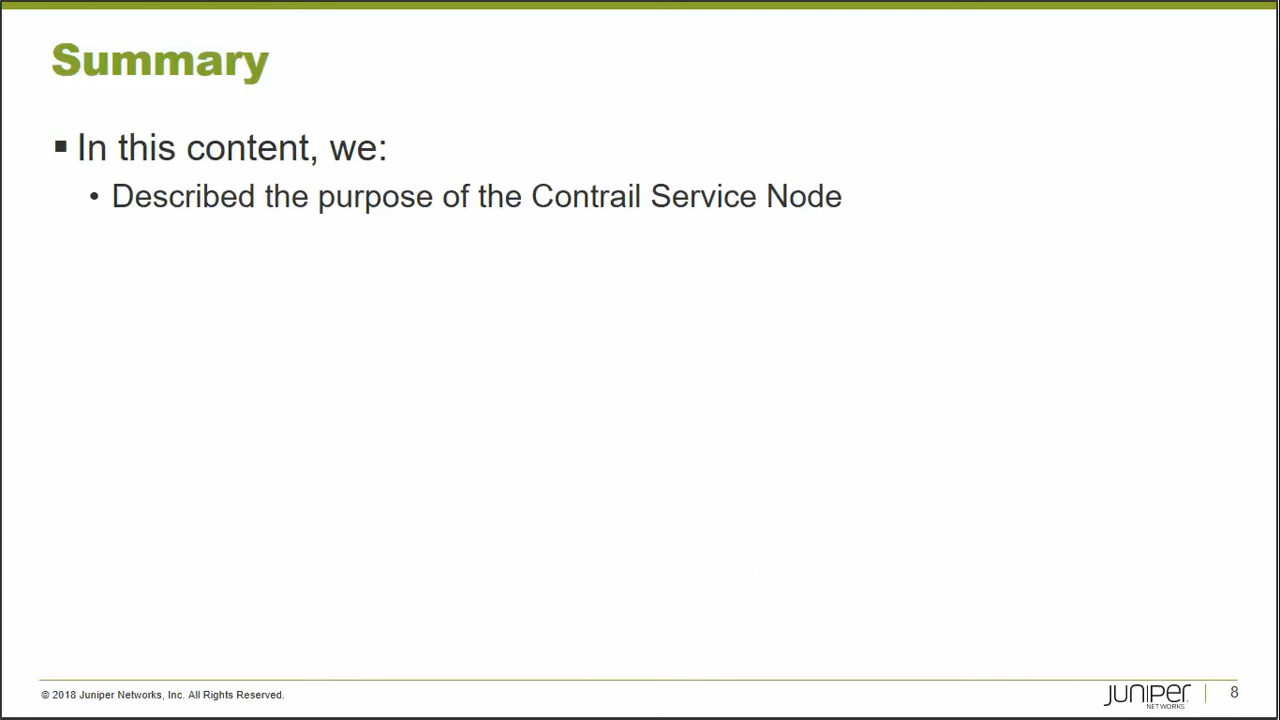 Summary
▪ In this content, we:
• Described the purpose of the Contrail Service Node
© 2018 Juniper Networks, Inc. All Rights Reserved.
JUNIPER
NETWORKS
8